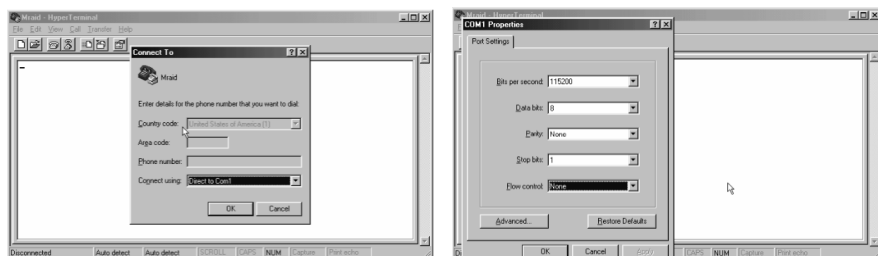 Mraid - HyperTerminal
File Edit View Call Transfer Help
Connect To
Mraid
Enter details for the phone number that you want to dial:
Country code: United States of America (1)
Area code:
Phone number:
Connect using: Direct to Com1
OK Cancel
Disconnected Auto detect Auto detect SCROLL CAPS NUM Capture Print echo
Mraid - HyperTerminal
COM1 Properties
Port Settings
Bits per second: 115200
Data bits: 8
Parity: None
Stop bits: 1
Flow control: None
Advanced... Restore Defaults
OK Cancel Apply
CAPS NUM Capture Print echo